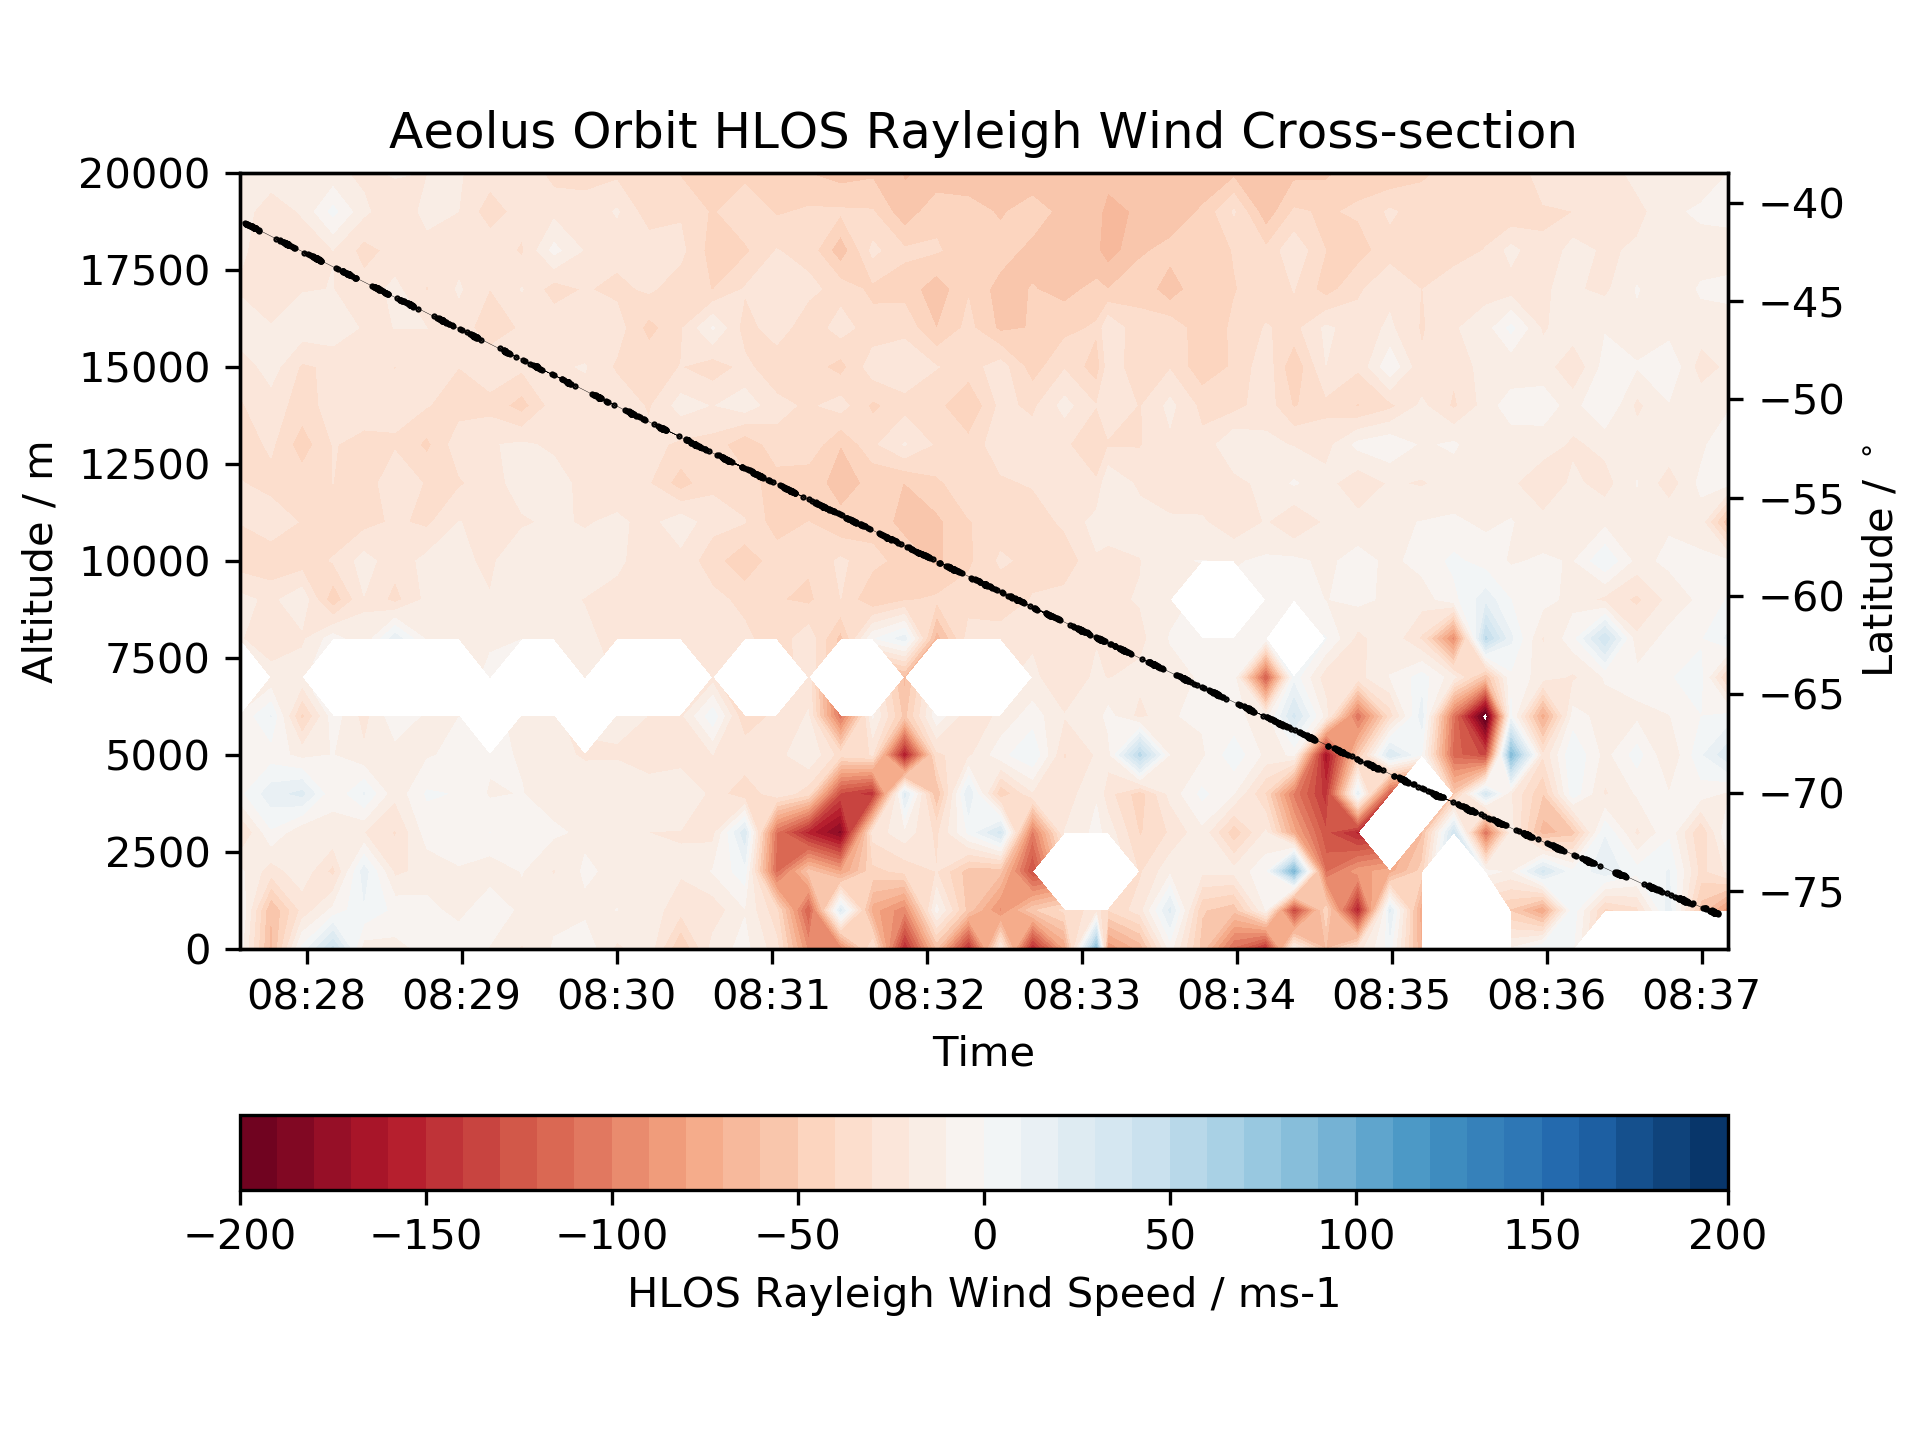 Aeolus Orbit HLOS Rayleigh Wind Cross-section
20000
17500
15000
12500
10000
7500
5000
2500
0
Altitude / m
−40
−45
−50
−55
−60
−65
−70
−75
Latitude / °
08:28 08:29 08:30 08:31 08:32 08:33 08:34 08:35 08:36 08:37
Time
−200 −150 −100 −50 0 50 100 150 200
HLOS Rayleigh Wind Speed / ms-1